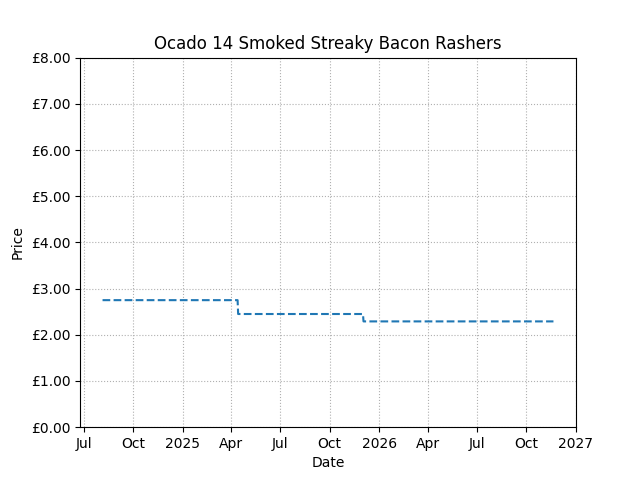 Ocado 14 Smoked Streaky Bacon Rashers
£8.00
£7.00
£6.00
£5.00
£4.00
£3.00
£2.00
£1.00
£0.00
Price
Jul Oct 2025 Apr Jul Oct 2026 Apr Jul Oct 2027
Date